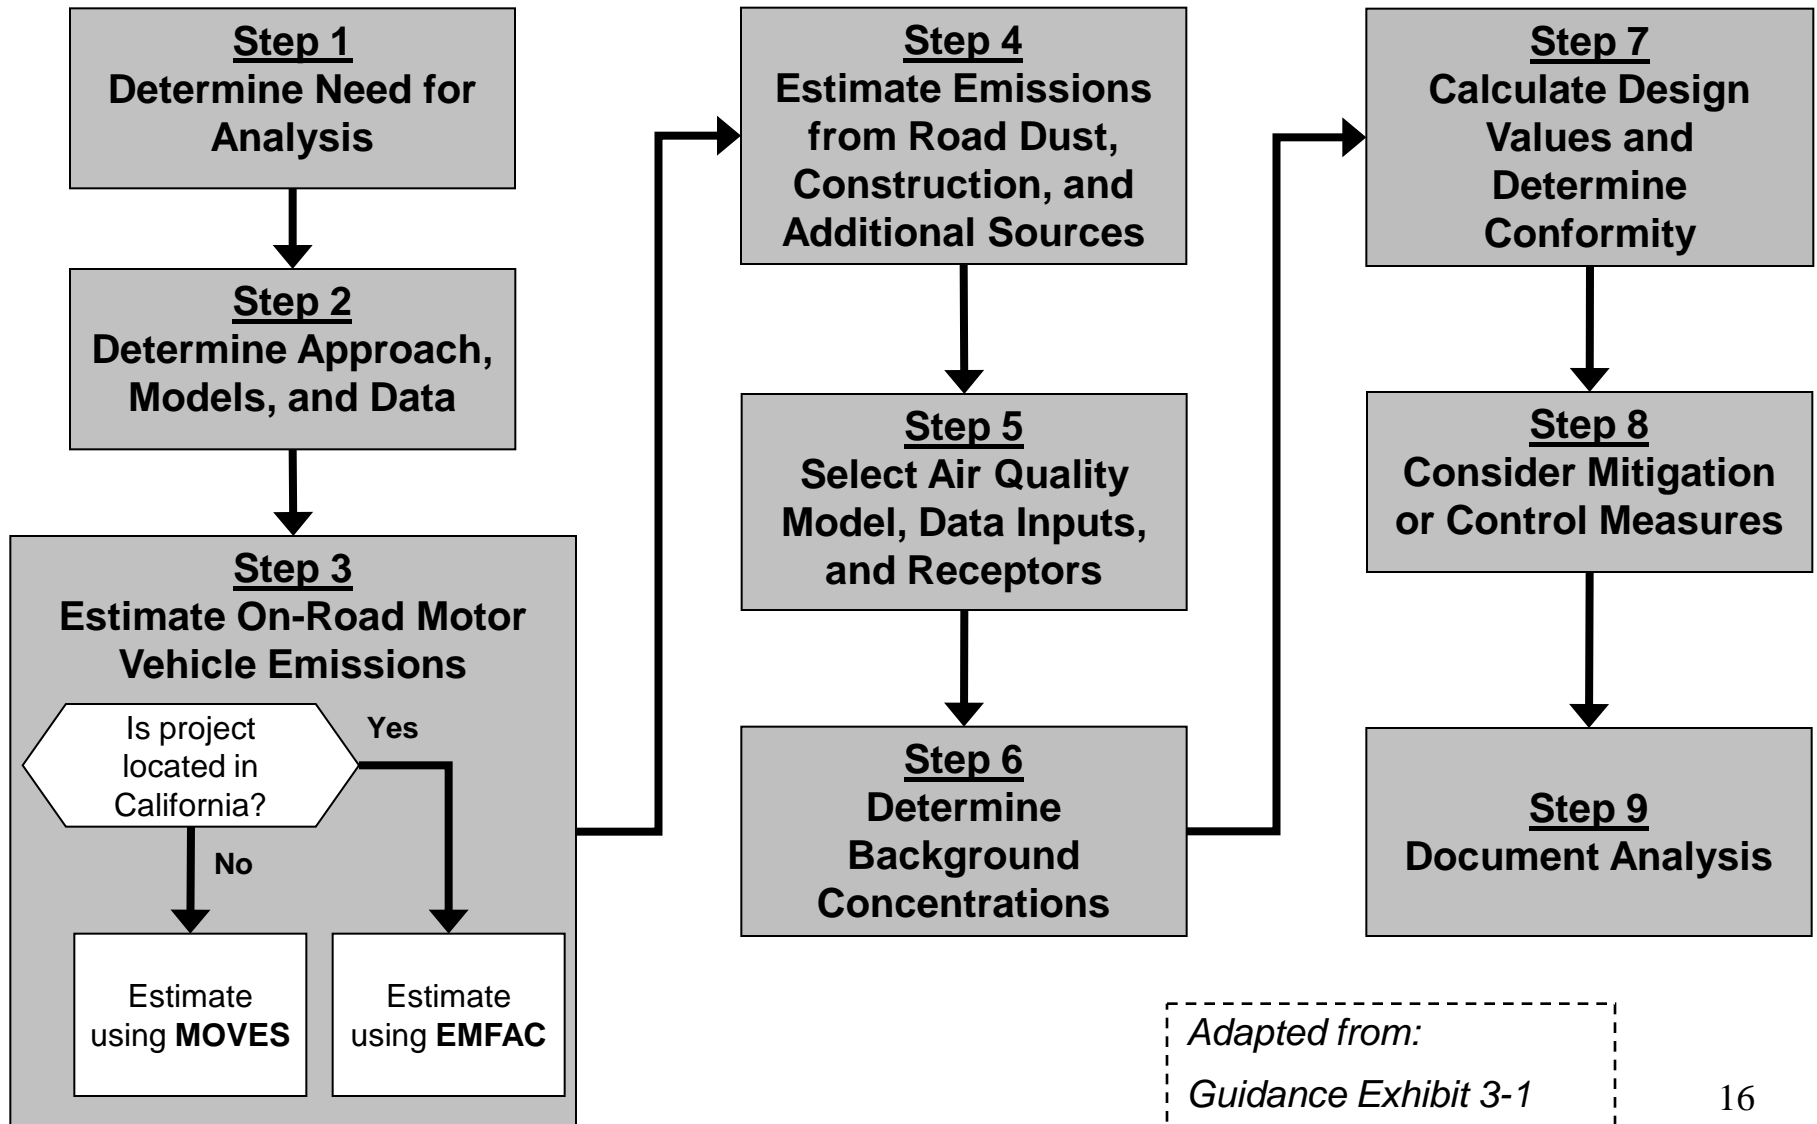 Step 1
Determine Need for
Analysis
Step 2
Determine Approach,
Models, and Data
Step 3
Estimate On-Road Motor
Vehicle Emissions
Is project
located in
California?
Yes
No
Estimate
using MOVES
Estimate
using EMFAC
Step 4
Estimate Emissions
from Road Dust,
Construction, and
Additional Sources
Step 5
Select Air Quality
Model, Data Inputs,
and Receptors
Step 6
Determine
Background
Concentrations
Step 7
Calculate Design
Values and
Determine
Conformity
Step 8
Consider Mitigation
or Control Measures
Step 9
Document Analysis
Adapted from:
Guidance Exhibit 3-1
16